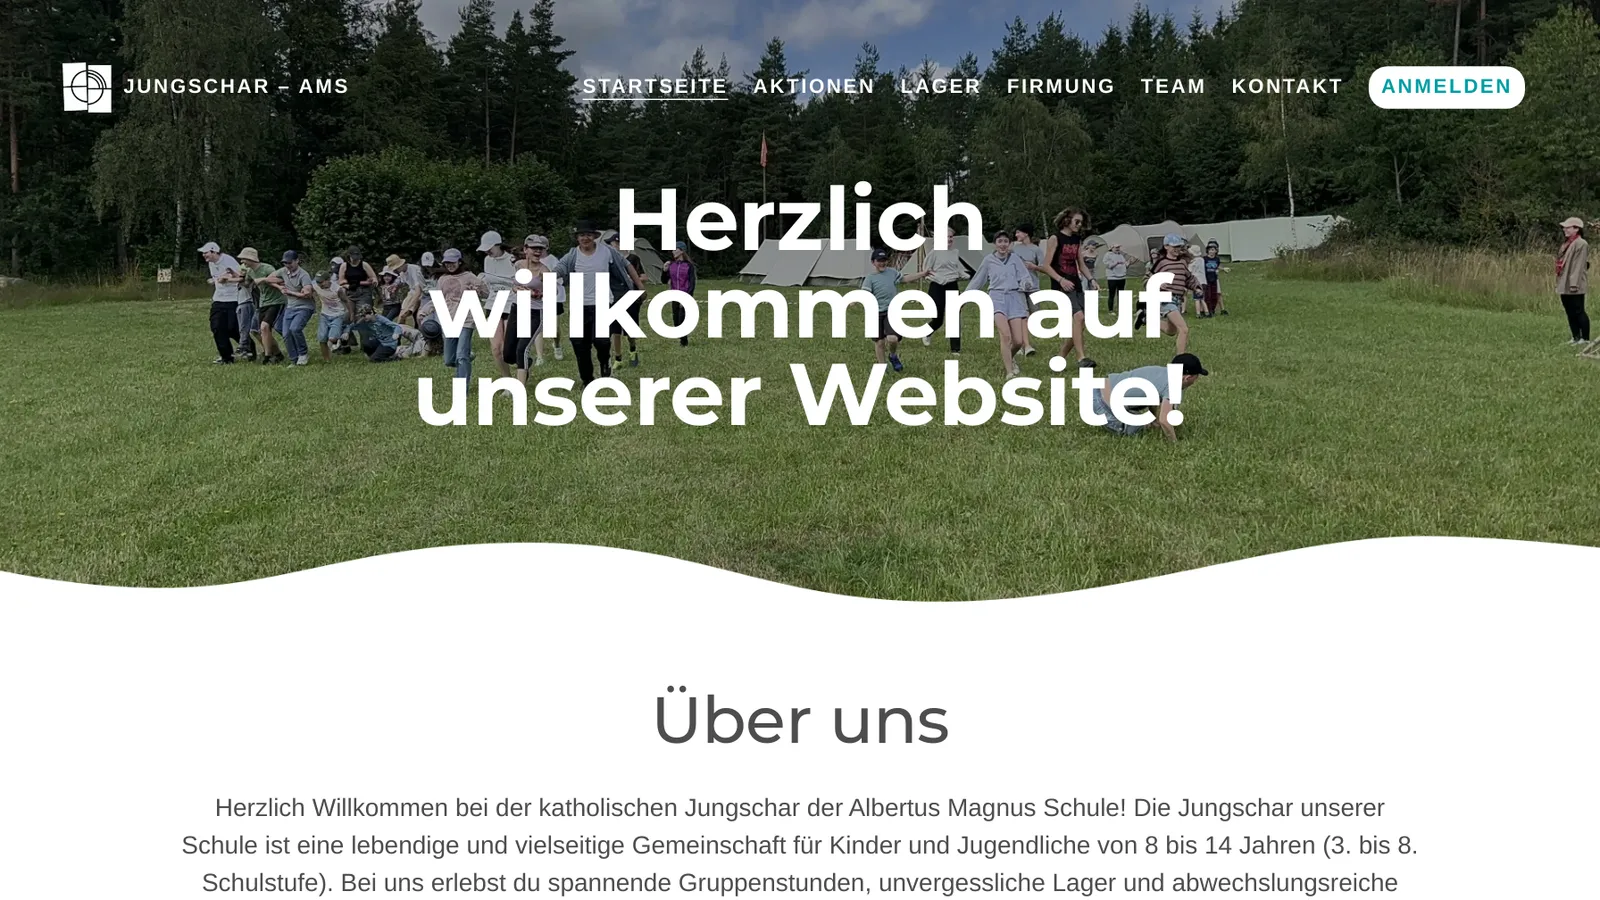 JUNGSCHAR – AMS
STARTSEITE AKTIONEN LAGER FIRMUNG TEAM KONTAKT ANMELDEN
Herzlich
willkommen auf
unserer Website!
Über uns
Herzlich Willkommen bei der katholischen Jungschar der Albertus Magnus Schule! Die Jungschar unserer
Schule ist eine lebendige und vielseitige Gemeinschaft für Kinder und Jugendliche von 8 bis 14 Jahren (3. bis 8.
Schulstufe). Bei uns erlebst du spannende Gruppenstunden, unvergessliche Lager und abwechslungsreiche